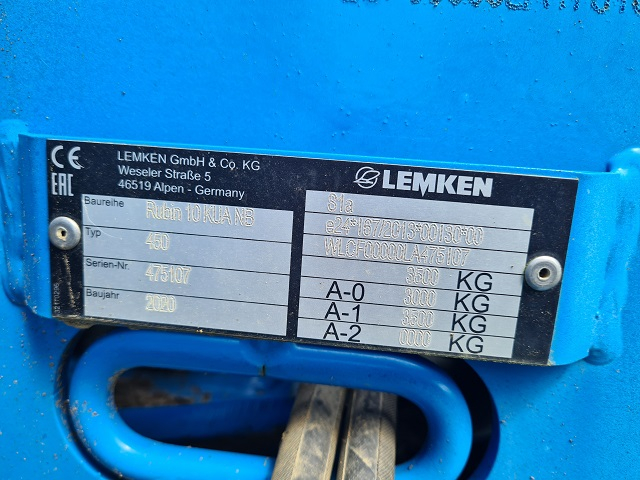 CE
EAC
LEMKEN GmbH & Co. KG
Weseler Straße 5
46519 Alpen - Germany
LEMKEN
Baureihe
Rubin 10 KUA NB
Typ
450
Serien-Nr.
475107
Baujahr
2020
81a
e24*167/2013*00130*00
WLCF00000LA475107
3500 KG
A-0 3000 KG
A-1 3500 KG
A-2 0000 KG